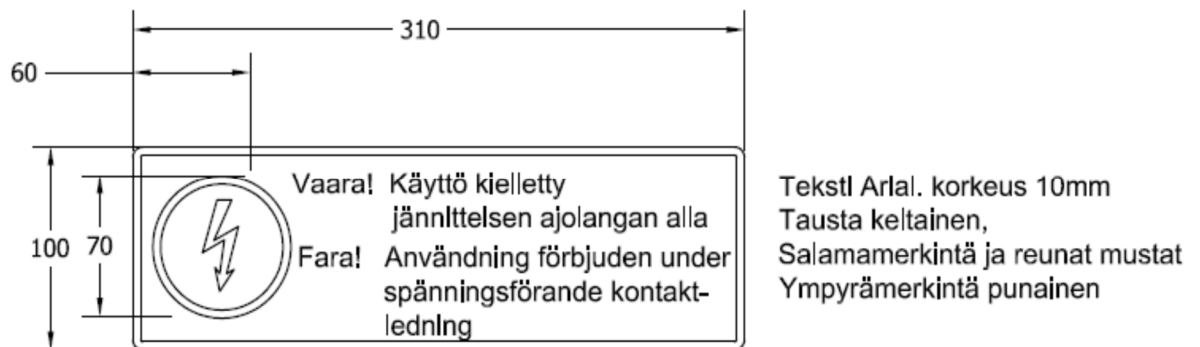 310
60
100
70
Vaara! Käyttö kielletty
jännittelsen ajolangan alla
Fara! Användning förbjuden under
spänningsförande kontakt-
ledning
Teksti Arial. korkeus 10mm
Tausta keltainen,
Salamamerkintä ja reunat mustat
Ympyrämerkintä punainen